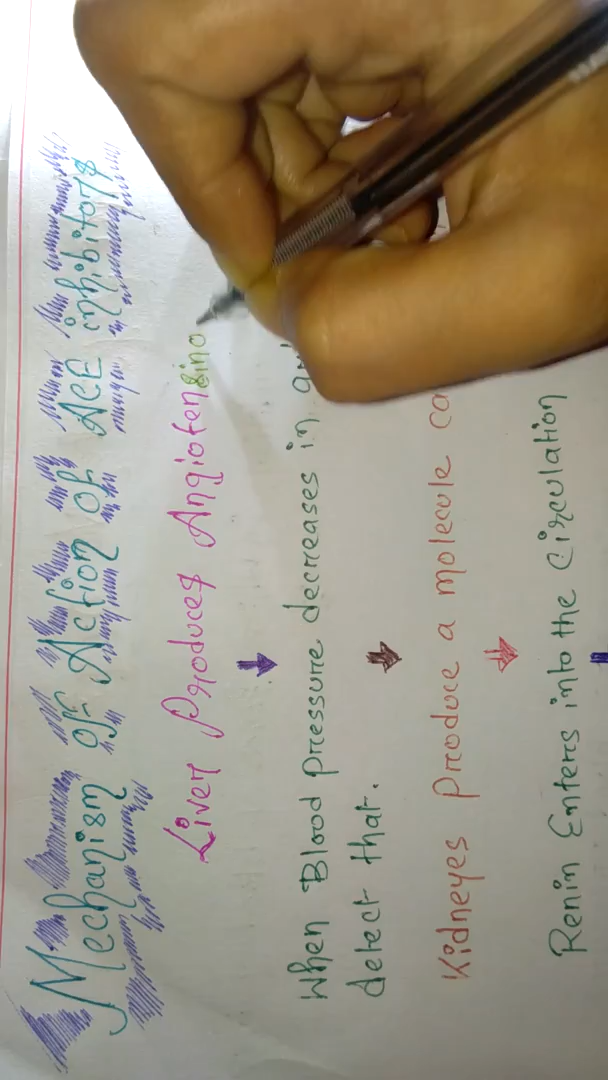 Mechanism of Action of ACE inhibitors
Liver Produces Angiotensino
When Blood pressure decreases in
detect that.
Kidneyes produce a molecule
Renin Enters into the Circulation